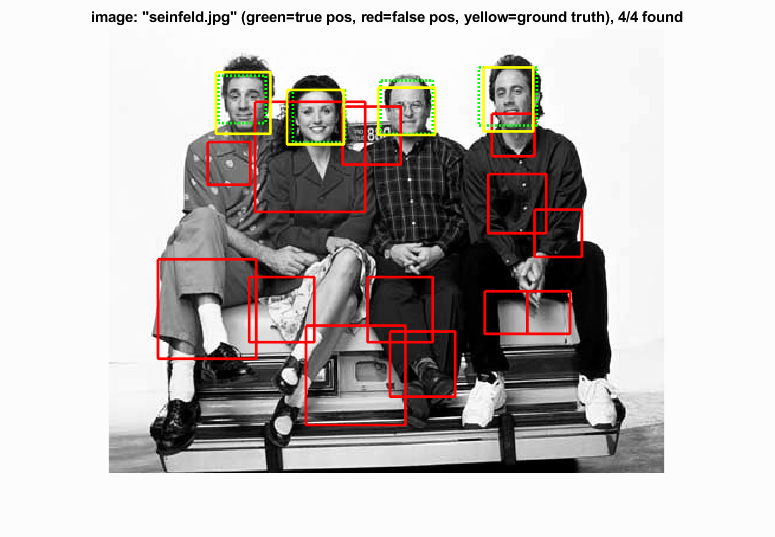 image: "seinfeld.jpg" (green=true pos, red=false pos, yellow=ground truth), 4/4 found